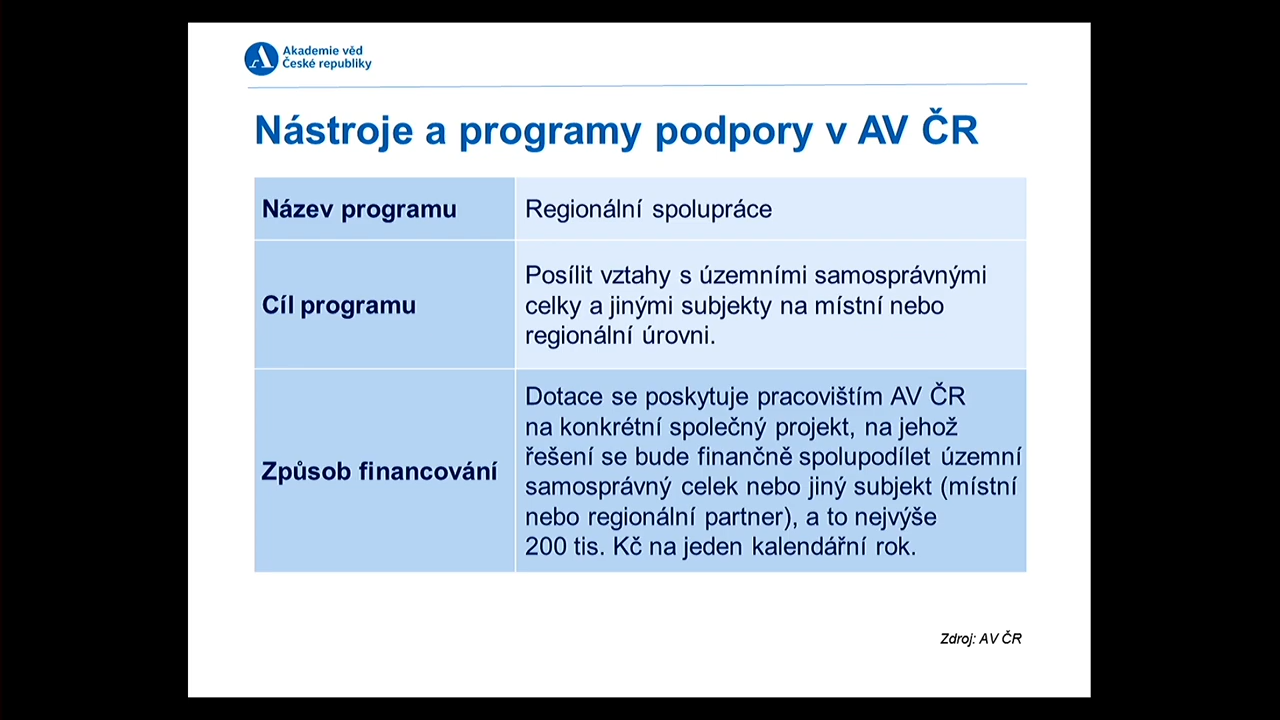 Akademie věd
České republiky
Nástroje a programy podpory v AV ČR
Název programu
Regionální spolupráce
Cíl programu
Posílit vztahy s územními samosprávnými
celky a jinými subjekty na místní nebo
regionální úrovni.
Způsob financování
Dotace se poskytuje pracovištím AV ČR
na konkrétní společný projekt, na jehož
řešení se bude finančně spolupodílet územní
samosprávný celek nebo jiný subjekt (místní
nebo regionální partner), a to nejvýše
200 tis. Kč na jeden kalendářní rok.
Zdroj: AV ČR